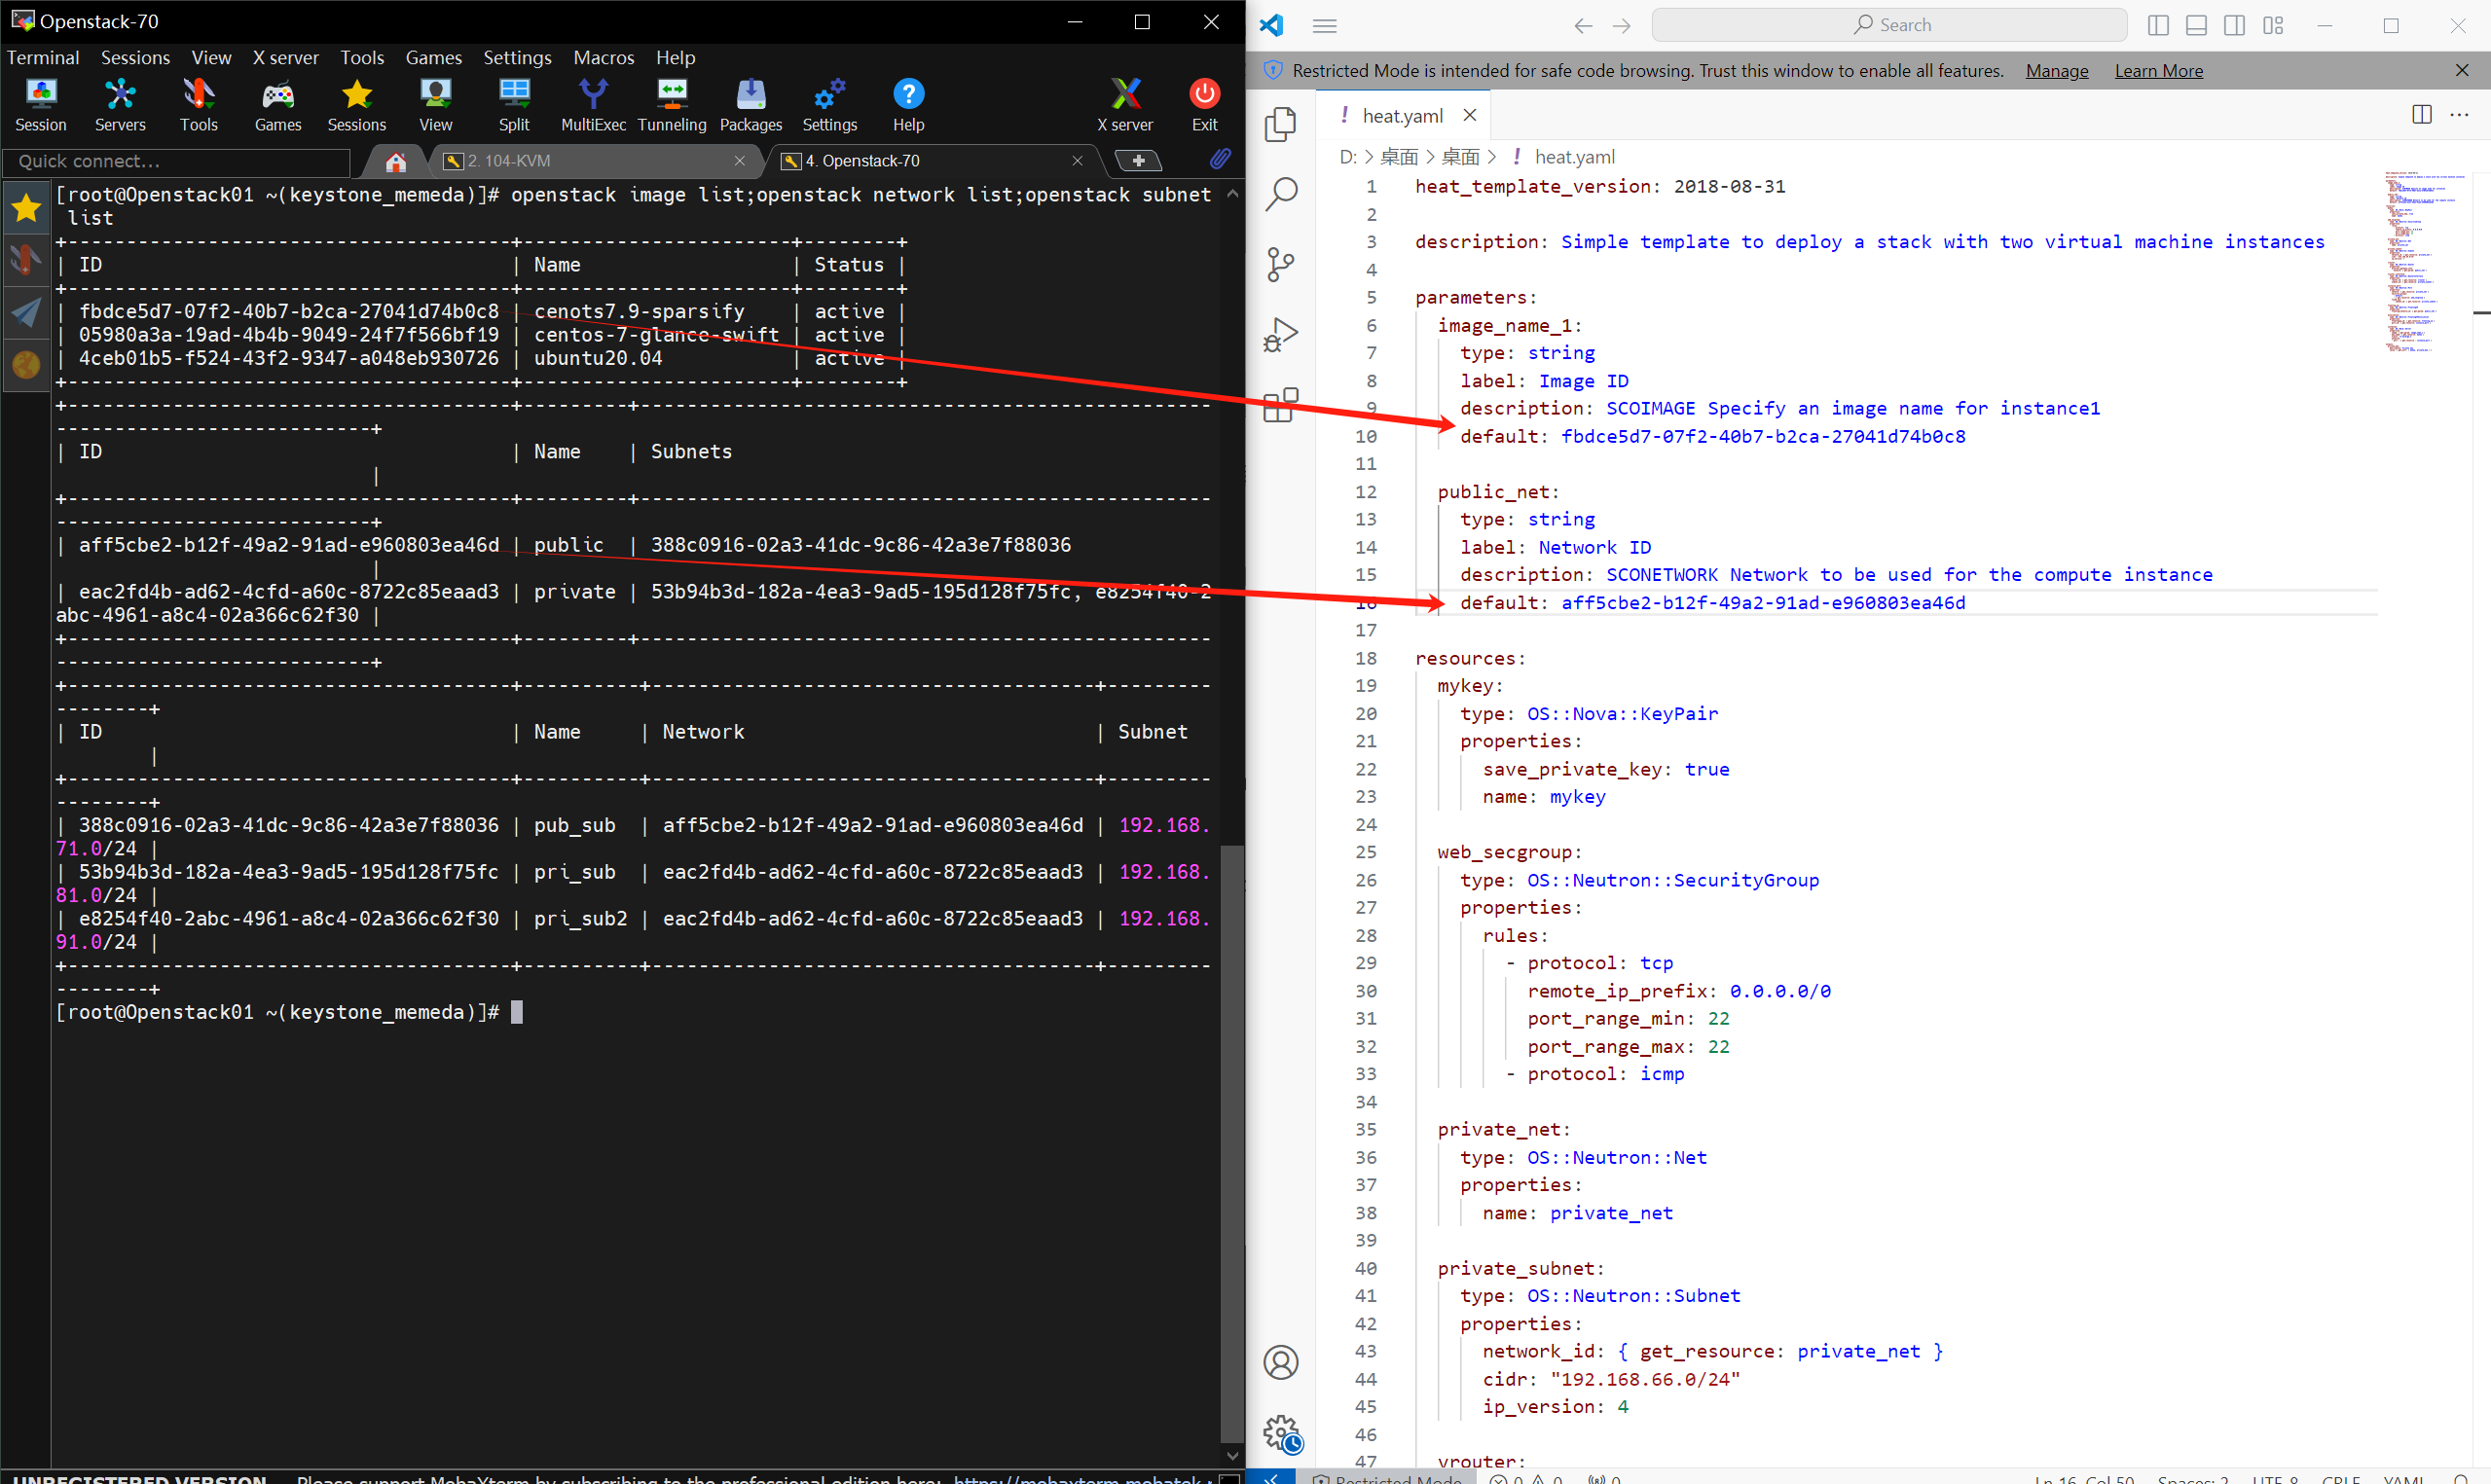 Openstack-70
Terminal Sessions View X server Tools Games Settings Macros Help
Session Servers Tools Games Sessions View Split MultiExec Tunneling Packages Settings Help X server Exit
Quick connect...
2. 104-KVM
4. Openstack-70
[root@Openstack01 ~(keystone_memeda)]# openstack image list;openstack network list;openstack subnet
 list
+--------------------------------------+-----------------------+--------+
| ID                                   | Name                  | Status |
+--------------------------------------+-----------------------+--------+
| fbdce5d7-07f2-40b7-b2ca-27041d74b0c8 | cenots7.9-sparsify    | active |
| 05980a3a-19ad-4b4b-9049-24f7f566bf19 | centos-7-glance-swift | active |
| 4ceb01b5-f524-43f2-9347-a048eb930726 | ubuntu20.04           | active |
+--------------------------------------+-----------------------+--------+
+--------------------------------------+---------+-------------------------------------------------
---------------------------+
| ID                                   | Name    | Subnets
                           |
+--------------------------------------+---------+-------------------------------------------------
---------------------------+
| aff5cbe2-b12f-49a2-91ad-e960803ea46d | public  | 388c0916-02a3-41dc-9c86-42a3e7f88036
                           |
| eac2fd4b-ad62-4cfd-a60c-8722c85eaad3 | private | 53b94b3d-182a-4ea3-9ad5-195d128f75fc, e8254f40-2
abc-4961-a8c4-02a366c62f30 |
+--------------------------------------+---------+-------------------------------------------------
---------------------------+
+--------------------------------------+----------+--------------------------------------+---------
--------+
| ID                                   | Name     | Network                              | Subnet
        |
+--------------------------------------+----------+--------------------------------------+---------
--------+
| 388c0916-02a3-41dc-9c86-42a3e7f88036 | pub_sub  | aff5cbe2-b12f-49a2-91ad-e960803ea46d | 192.168.
71.0/24 |
| 53b94b3d-182a-4ea3-9ad5-195d128f75fc | pri_sub  | eac2fd4b-ad62-4cfd-a60c-8722c85eaad3 | 192.168.
81.0/24 |
| e8254f40-2abc-4961-a8c4-02a366c62f30 | pri_sub2 | eac2fd4b-ad62-4cfd-a60c-8722c85eaad3 | 192.168.
91.0/24 |
+--------------------------------------+----------+--------------------------------------+---------
--------+
[root@Openstack01 ~(keystone_memeda)]#
UNREGISTERED VERSION - Please support MobaXterm by subscribing to the professional edition here: https://mobaxterm.mobatek.
Search
Restricted Mode is intended for safe code browsing. Trust this window to enable all features. Manage Learn More
! heat.yaml
D: > 桌面 > 桌面 > ! heat.yaml
1 heat_template_version: 2018-08-31
2
3 description: Simple template to deploy a stack with two virtual machine instances
4
5 parameters:
6   image_name_1:
7     type: string
8     label: Image ID
9     description: SCOIMAGE Specify an image name for instance1
10     default: fbdce5d7-07f2-40b7-b2ca-27041d74b0c8
11
12   public_net:
13     type: string
14     label: Network ID
15     description: SCONETWORK Network to be used for the compute instance
16     default: aff5cbe2-b12f-49a2-91ad-e960803ea46d
17
18 resources:
19   mykey:
20     type: OS::Nova::KeyPair
21     properties:
22       save_private_key: true
23       name: mykey
24
25   web_secgroup:
26     type: OS::Neutron::SecurityGroup
27     properties:
28       rules:
29         - protocol: tcp
30           remote_ip_prefix: 0.0.0.0/0
31           port_range_min: 22
32           port_range_max: 22
33         - protocol: icmp
34
35   private_net:
36     type: OS::Neutron::Net
37     properties:
38       name: private_net
39
40   private_subnet:
41     type: OS::Neutron::Subnet
42     properties:
43       network_id: { get_resource: private_net }
44       cidr: "192.168.66.0/24"
45       ip_version: 4
46
47   vrouter:
Restricted Mode 0 0 0 Ln 16, Col 50 Spaces: 2 UTF-8 CRLF YAML